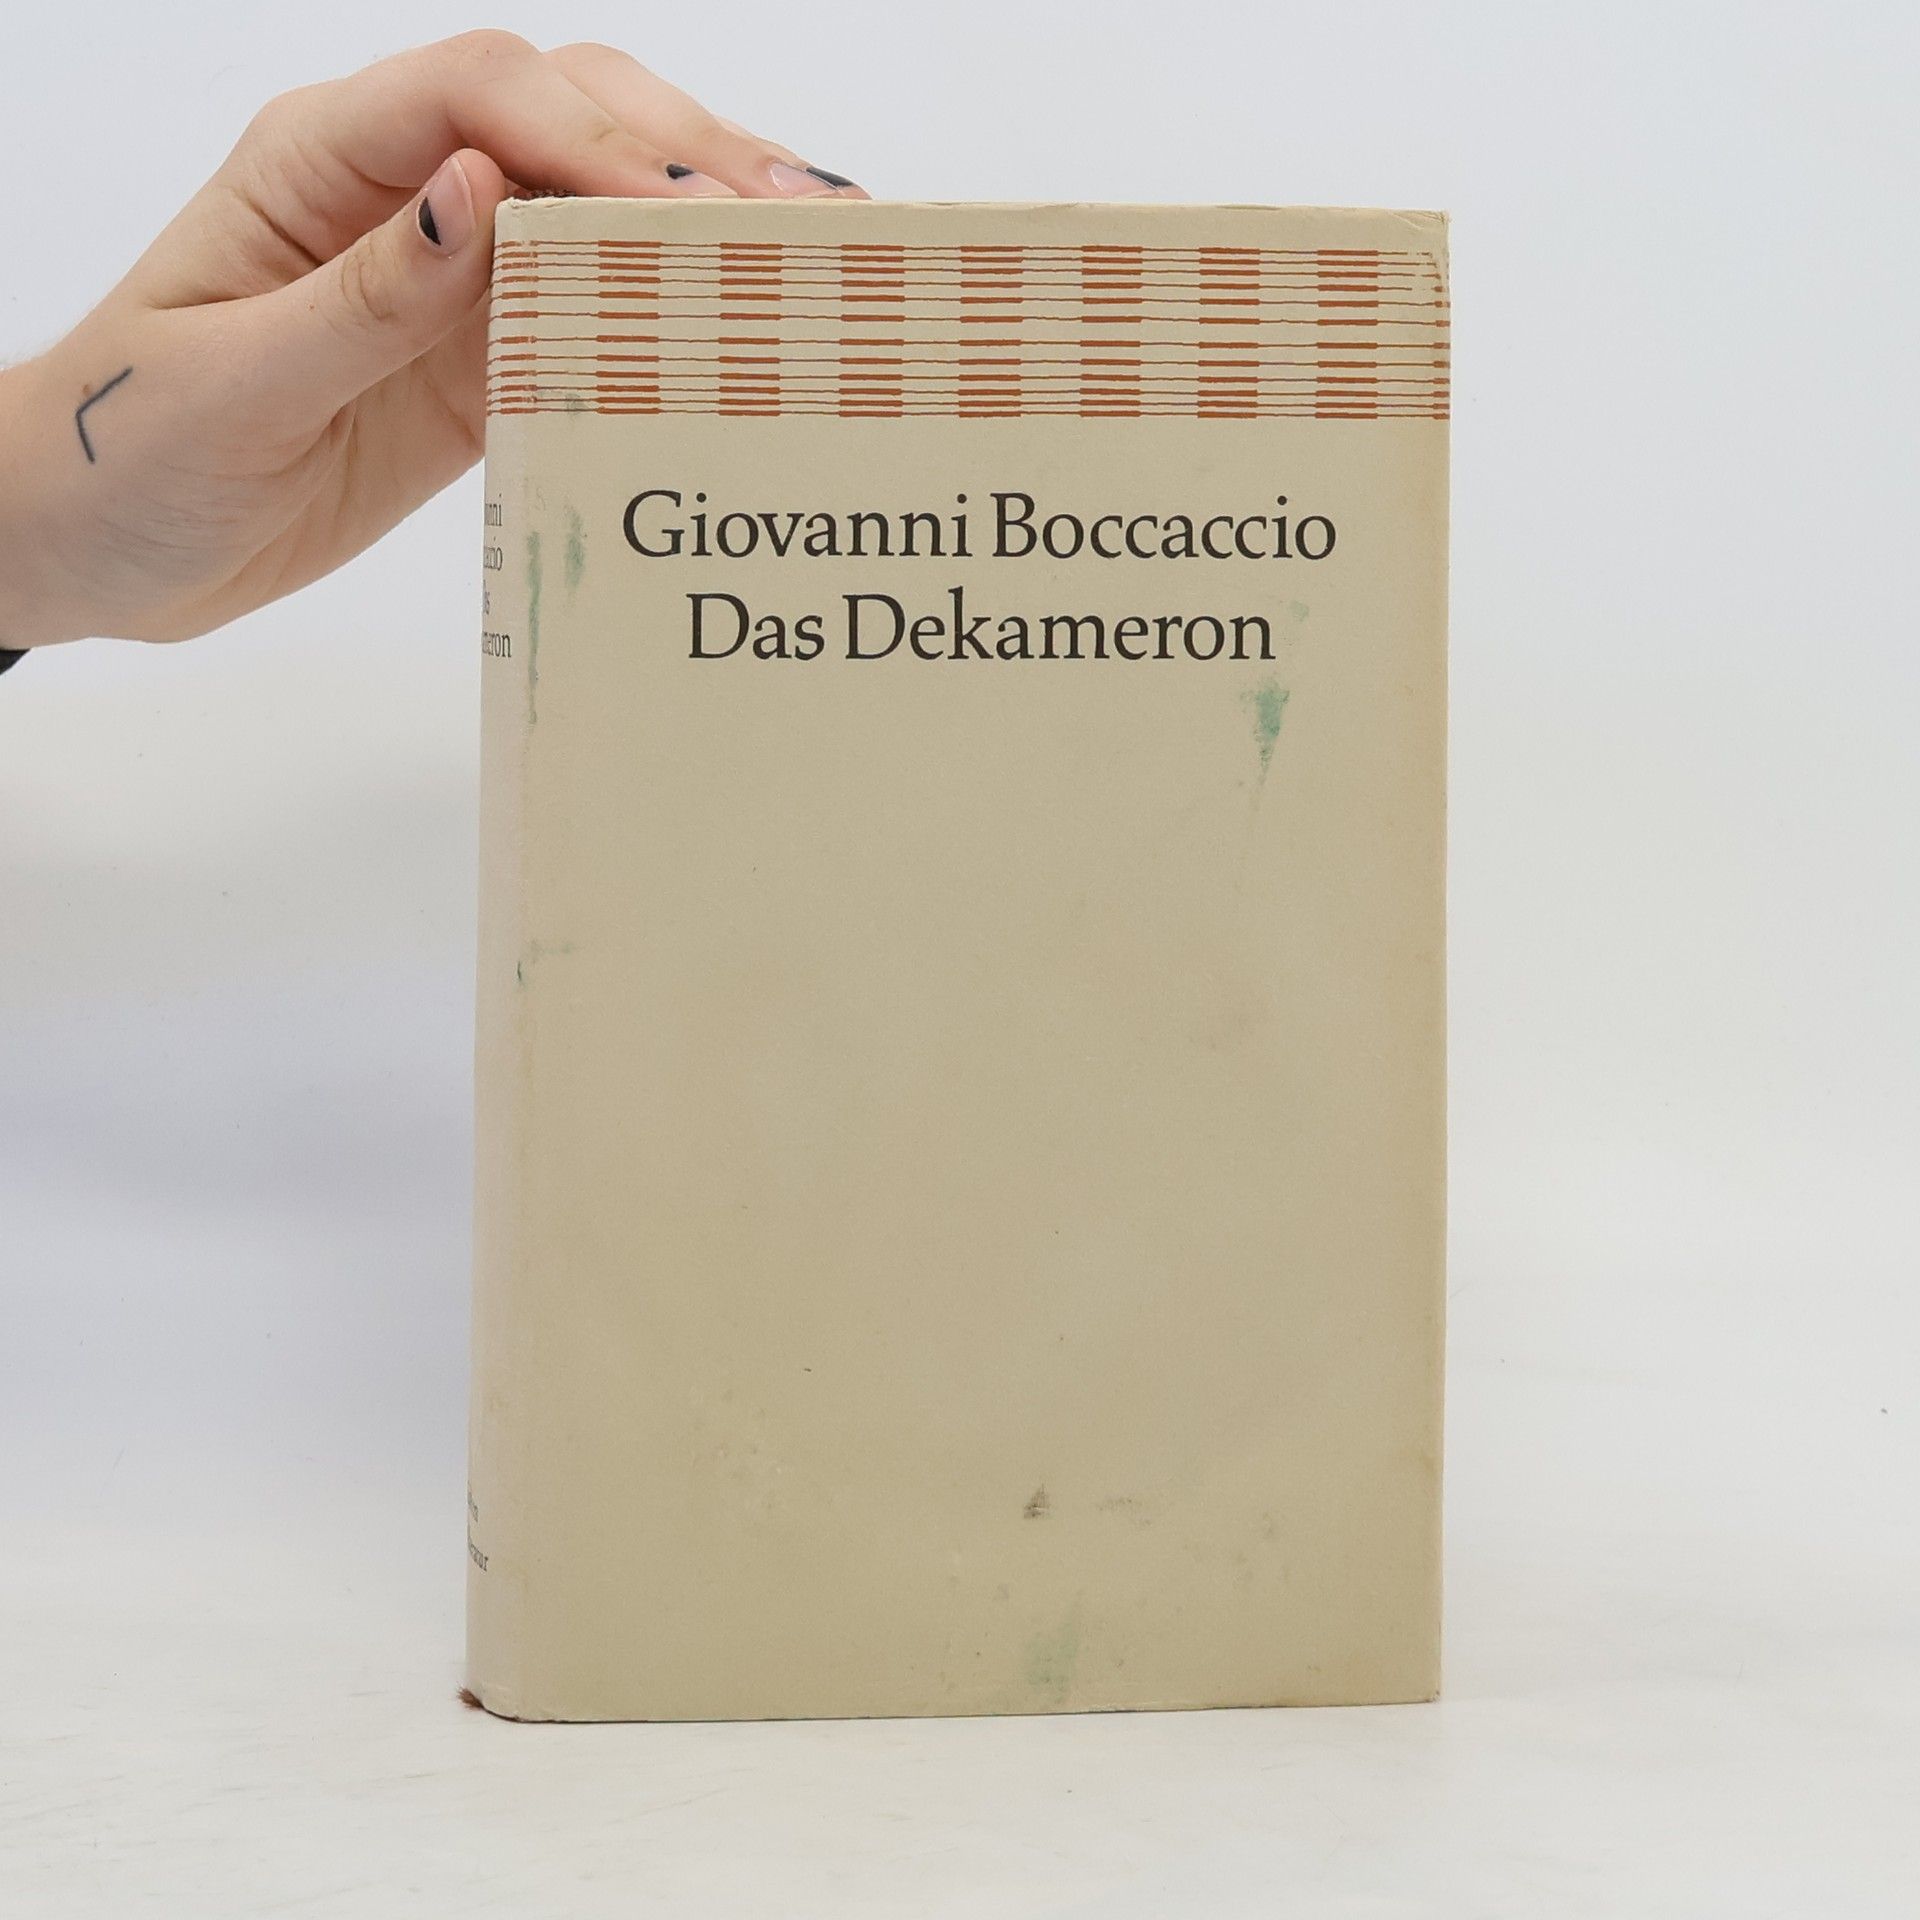 Giovanni Boccaccio
Das Dekameron